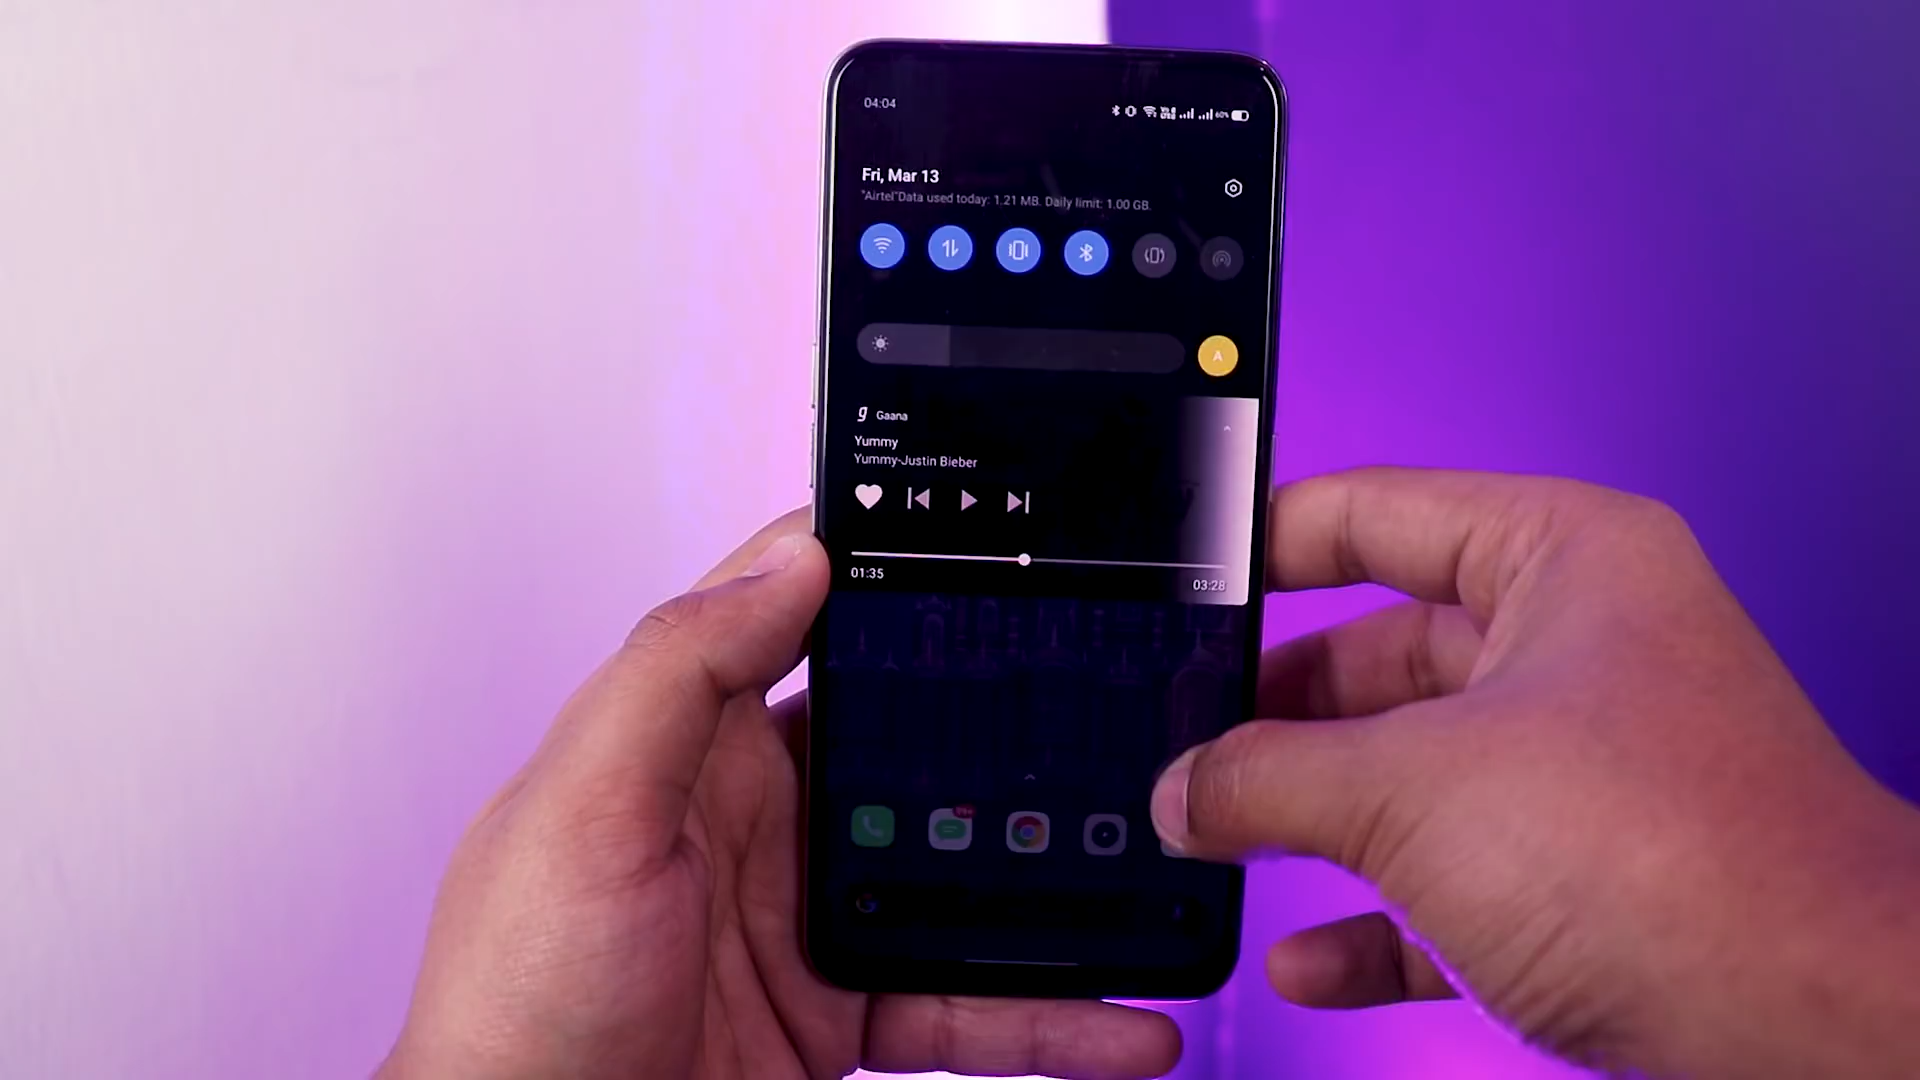 04:04
60%
Fri, Mar 13
"Airtel"Data used today: 1.21 MB. Daily limit: 1.00 GB.
A
g Gaana
Yummy
Yummy-Justin Bieber
01:35
03:28